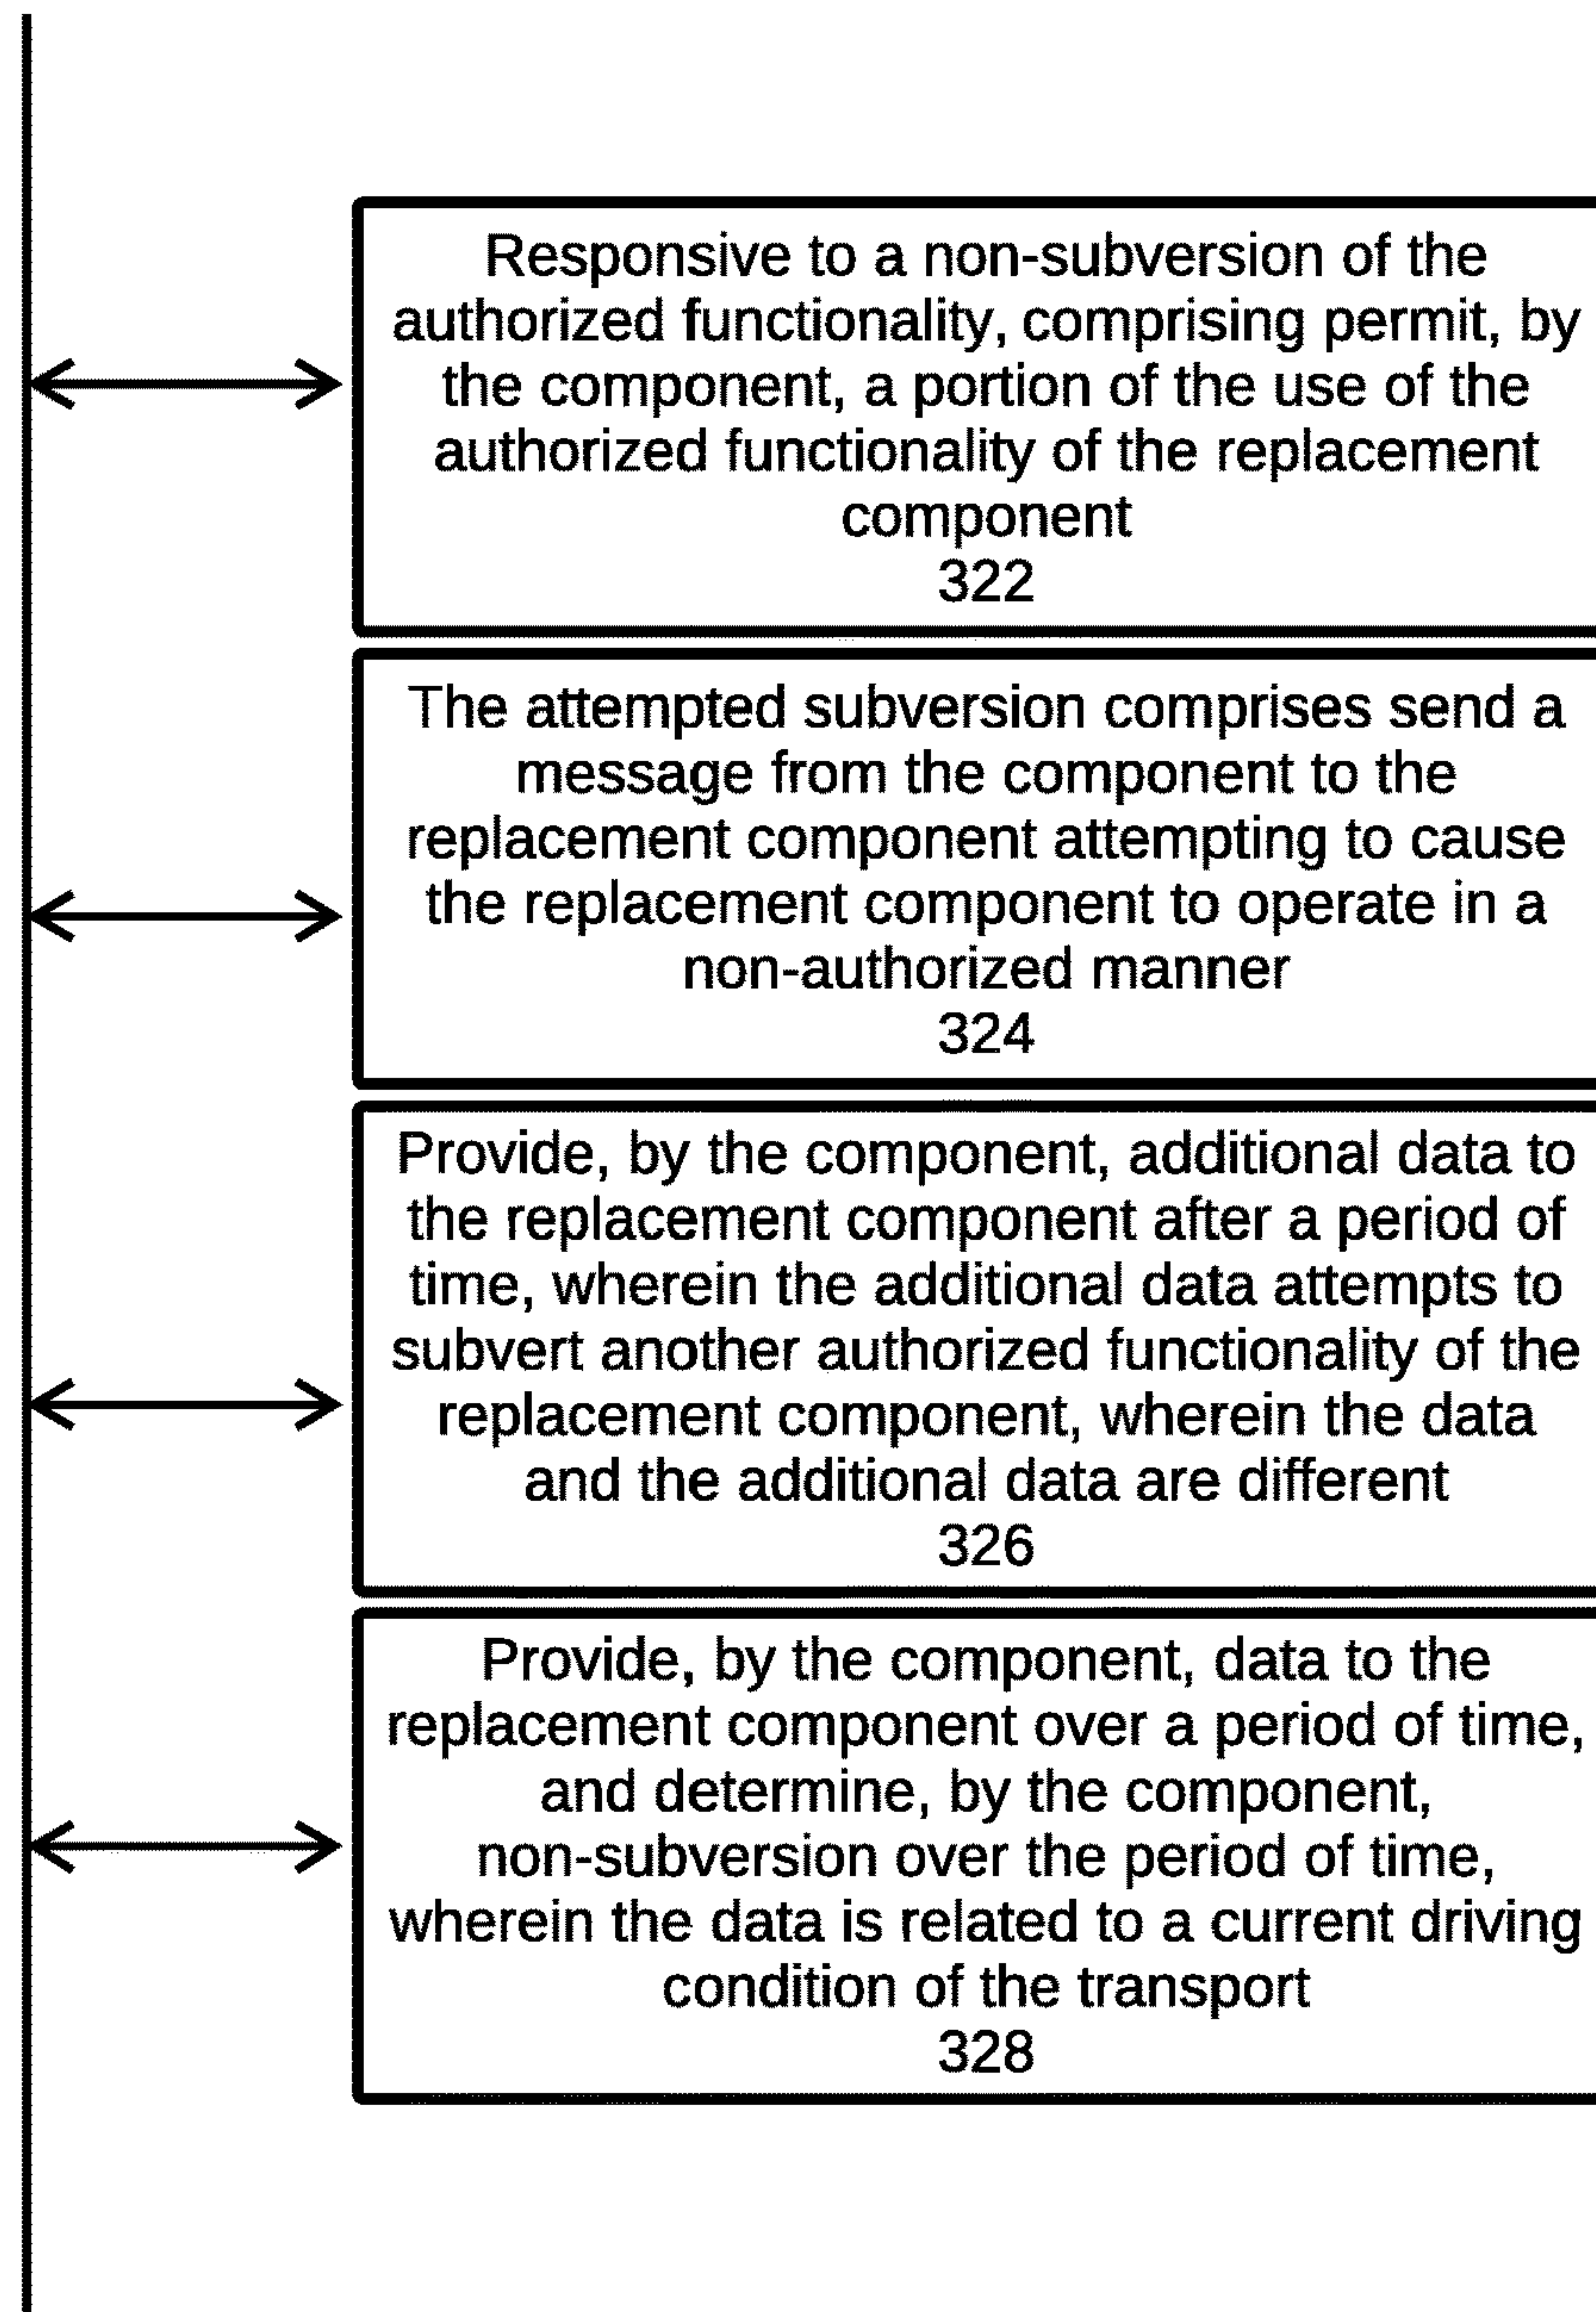 Responsive to a non-subversion of the
authorized functionality, comprising permit, by
the component, a portion of the use of the
authorized functionality of the replacement
component
322
The attempted subversion comprises send a
message from the component to the
replacement component attempting to cause
the replacement component to operate in a
non-authorized manner
324
Provide, by the component, additional data to
the replacement component after a period of
time, wherein the additional data attempts to
subvert another authorized functionality of the
replacement component, wherein the data
and the additional data are different
326
Provide, by the component, data to the
replacement component over a period of time,
and determine, by the component,
non-subversion over the period of time,
wherein the data is related to a current driving
condition of the transport
328